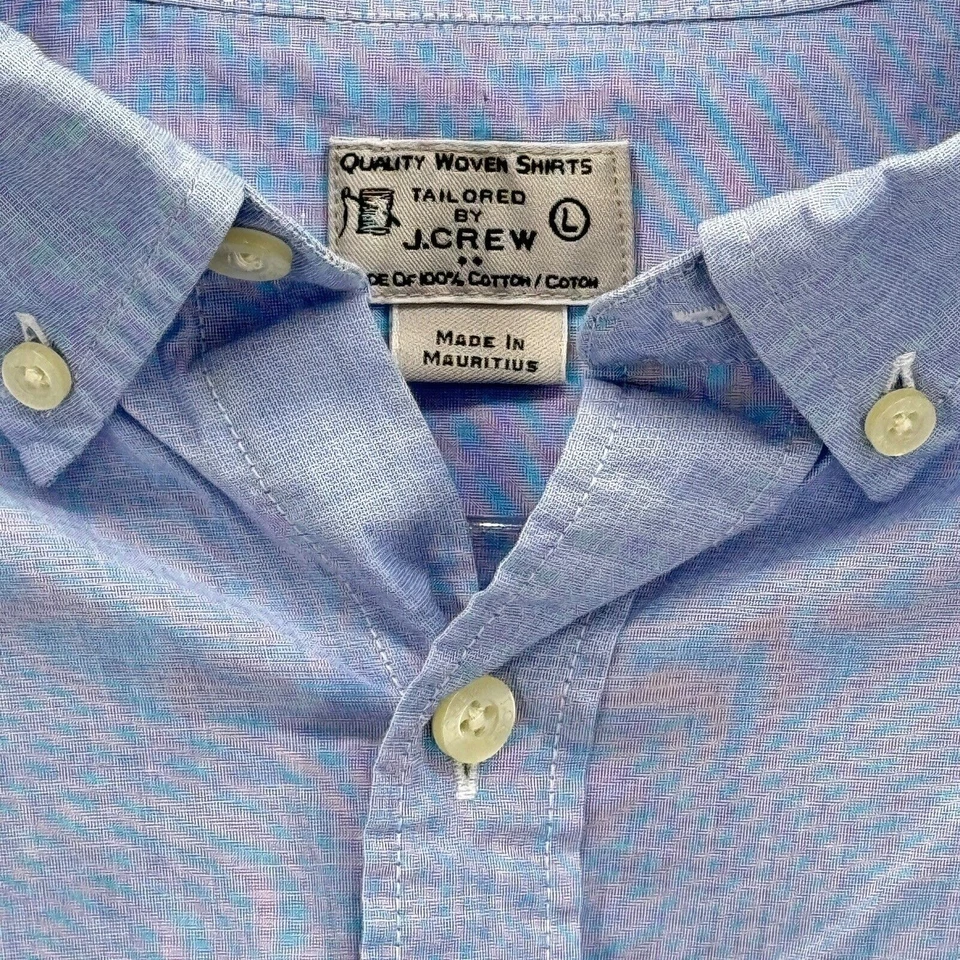 QUALITY WOVEN SHIRTS
TAILORED
BY
L
J.CREW
DE OF 100% COTTON / COTON
MADE IN
MAURITIUS